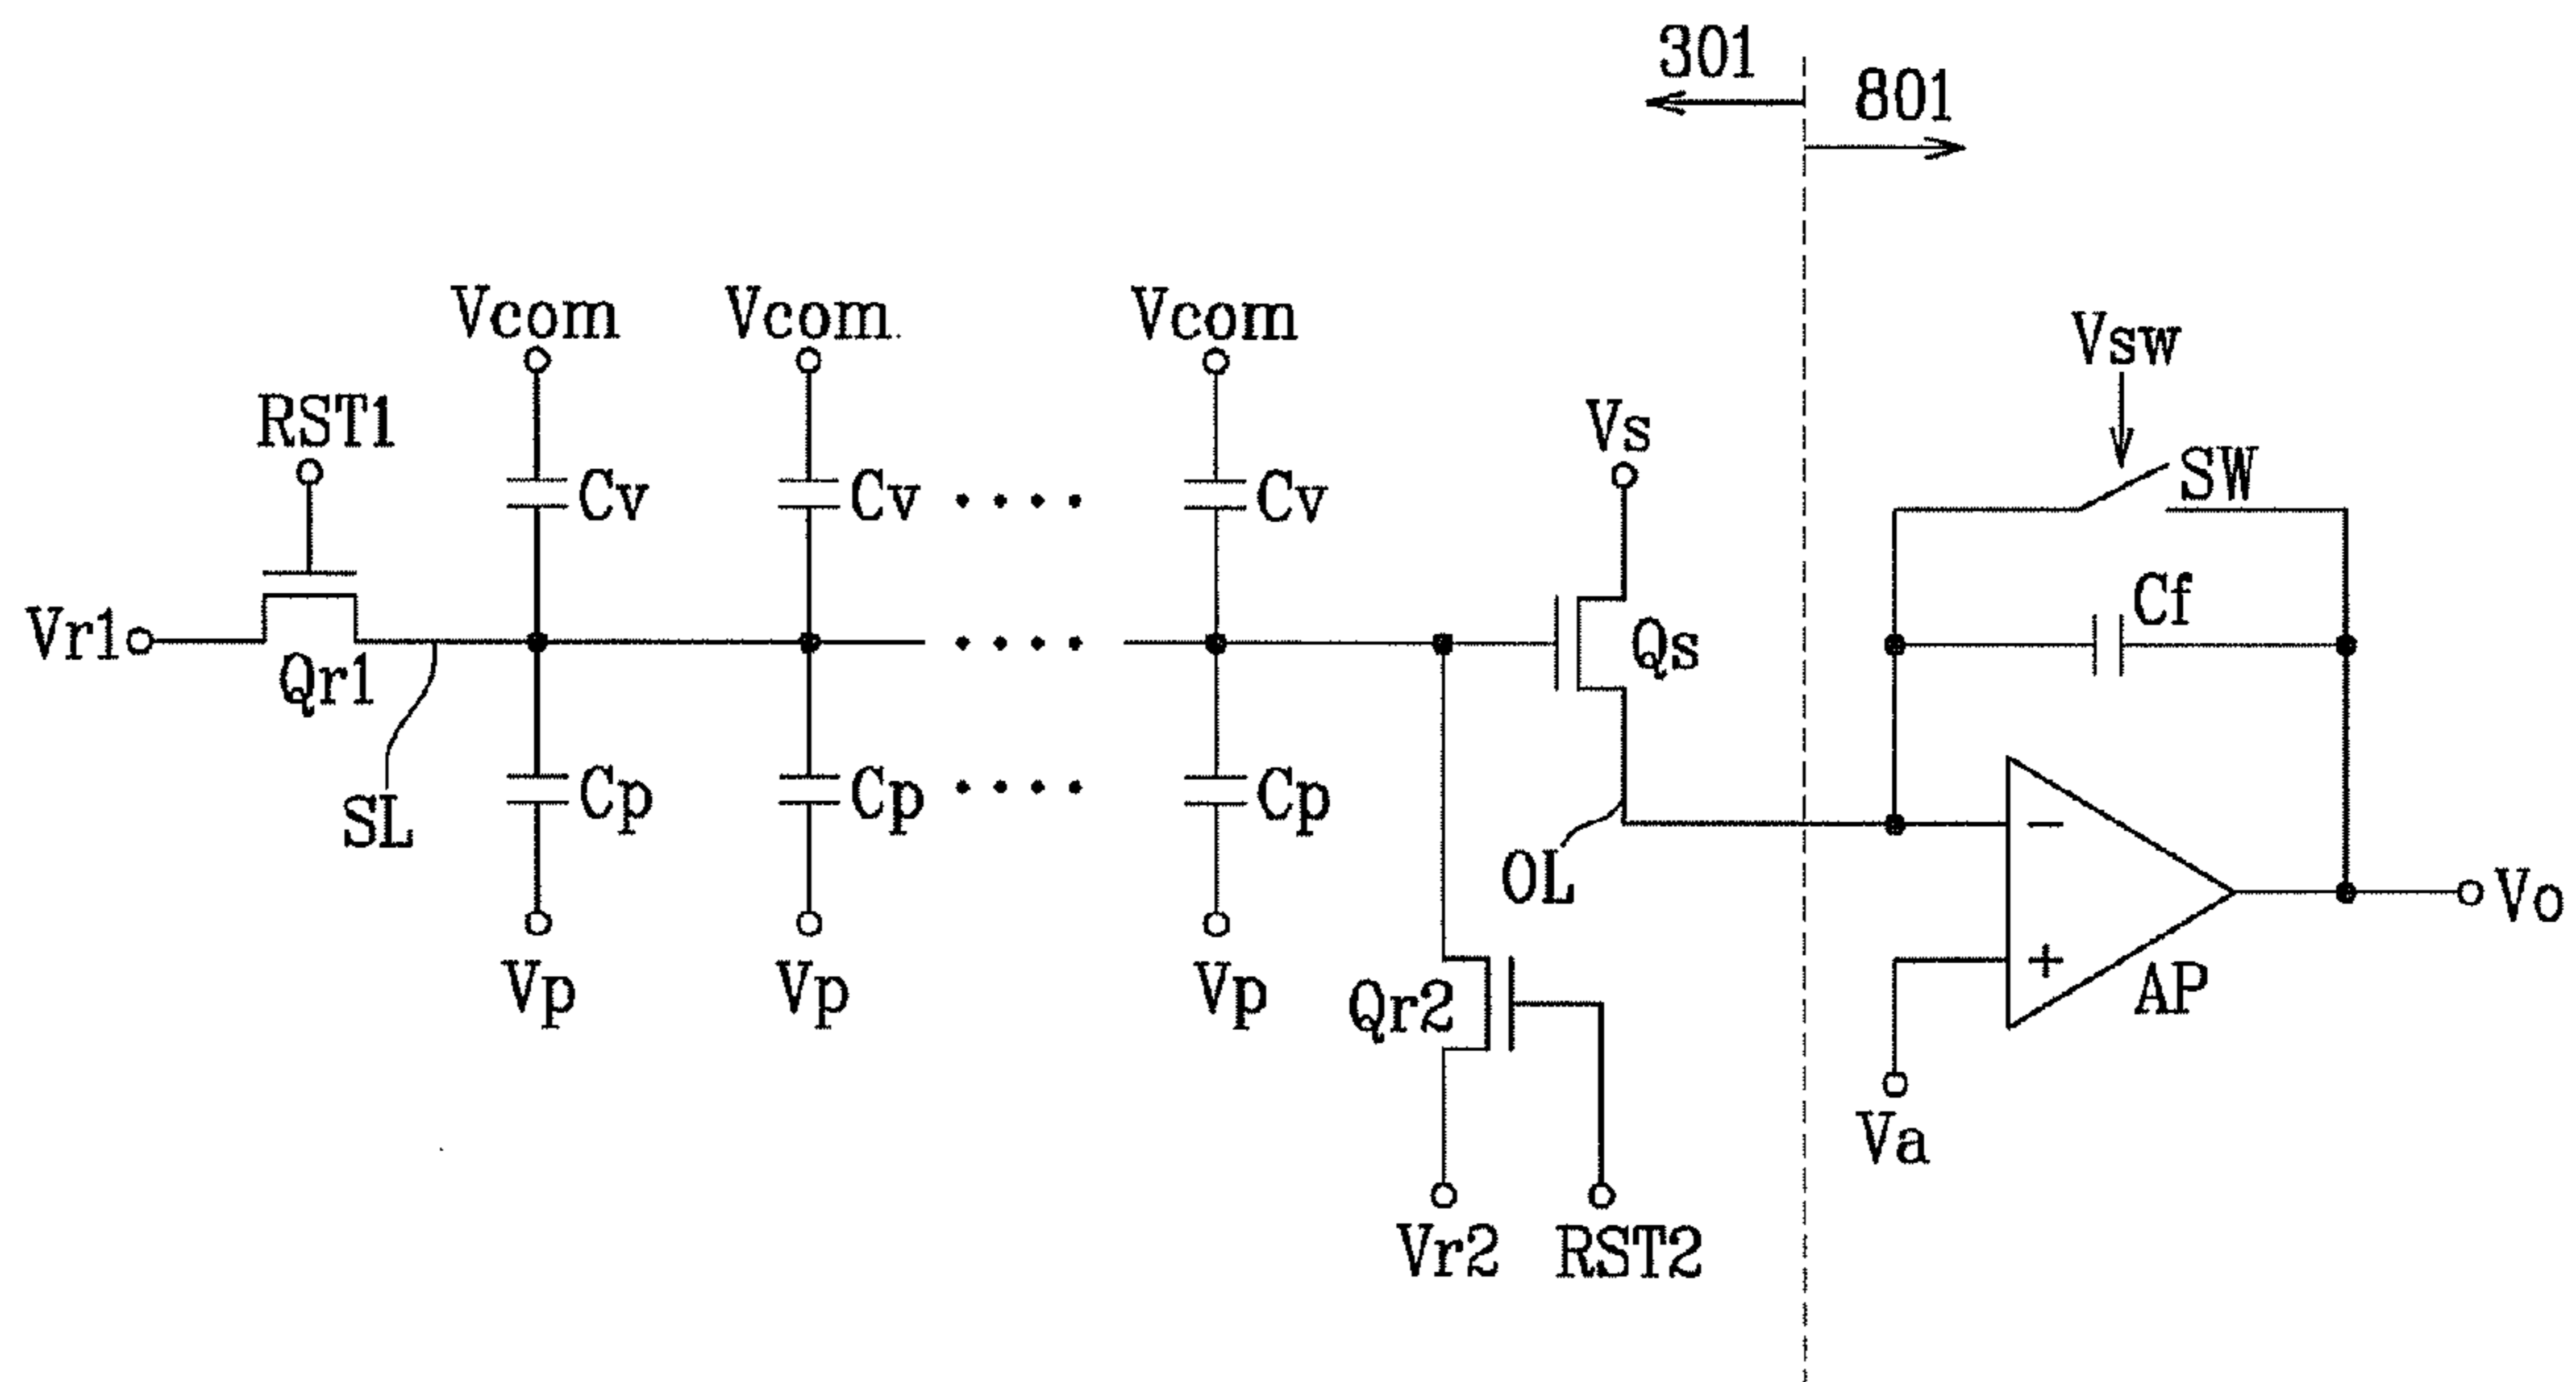 301
801
Vcom Vcom Vcom
Vsw
RST1
Vs
SW
Cv Cv Cv
Cf
Vr1
Qr1
Qs
SL
Cp Cp Cp
OL
−
+
AP
Vo
Vp Vp Vp
Qr2
Va
Vr2 RST2